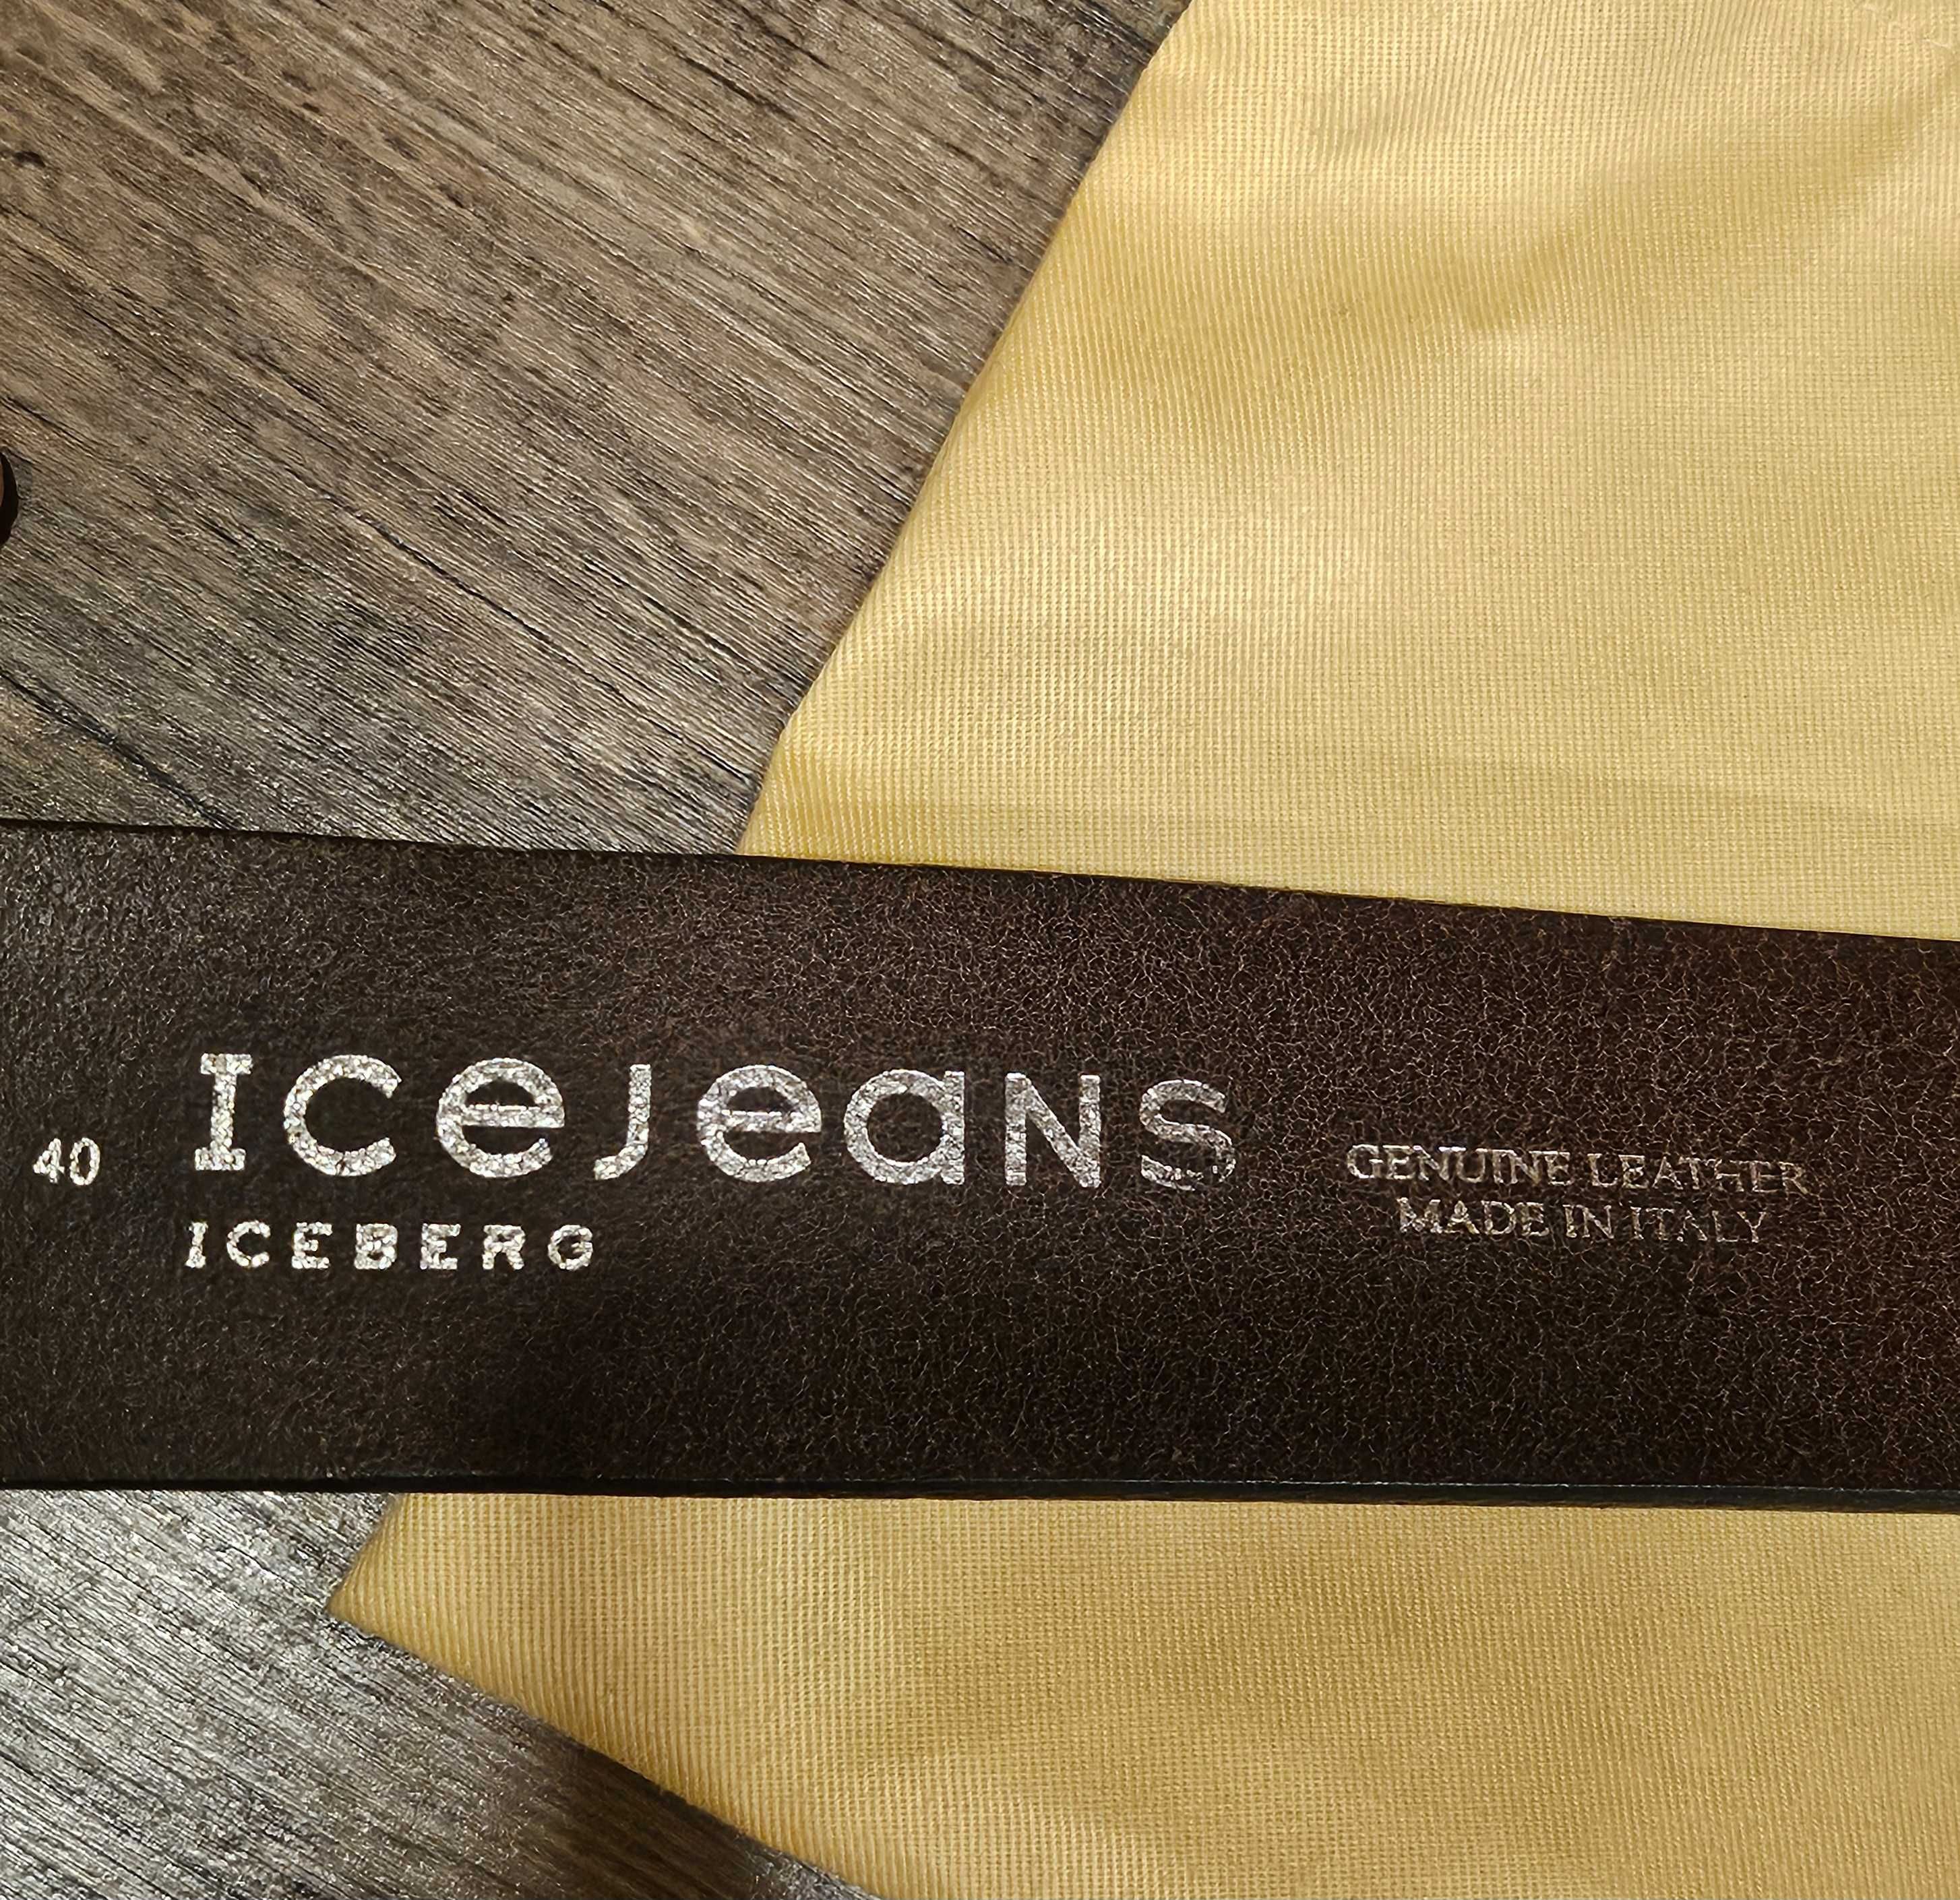 40
IceJeans
ICEBERG
GENUINE LEATHER
MADE IN ITALY